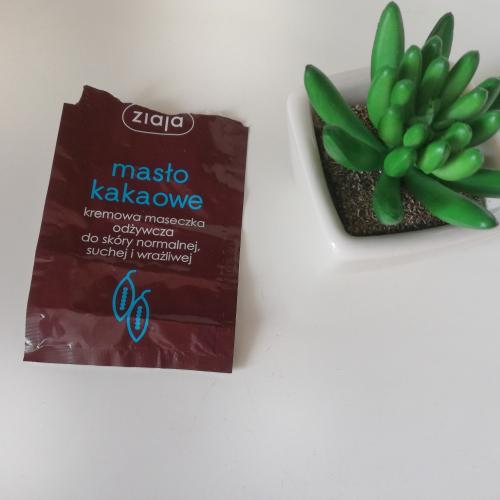 ziaja
masło
kakaowe
kremowa maseczka
odżywcza
do skóry normalnej,
suchej i wrażliwej